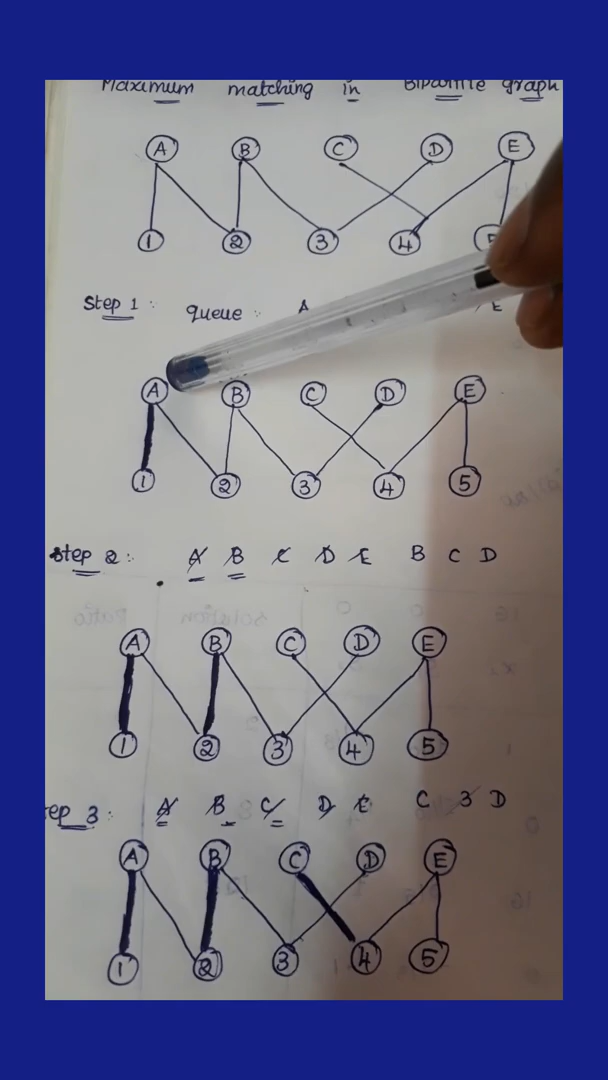 Maximum matching in Bipartite graph
A B C D E
1 2 3 4
Step 1: queue: A E
A B C D E
1 2 3 4 5
Step 2: A B C D E B C D
A B C D E
1 2 3 4 5
tep 3: A B C D E C 3 D
A B C D E
1 2 3 4 5